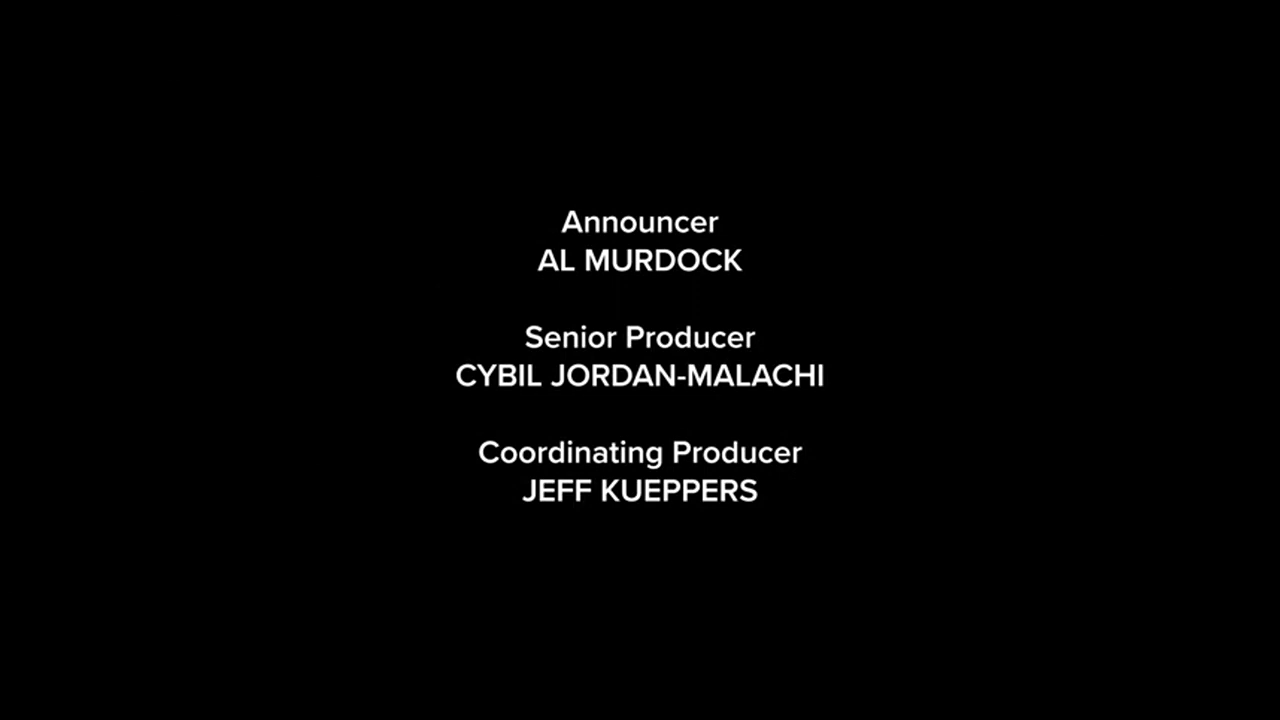 Announcer
AL MURDOCK
Senior Producer
CYBIL JORDAN-MALACHI
Coordinating Producer
JEFF KUEPPERS